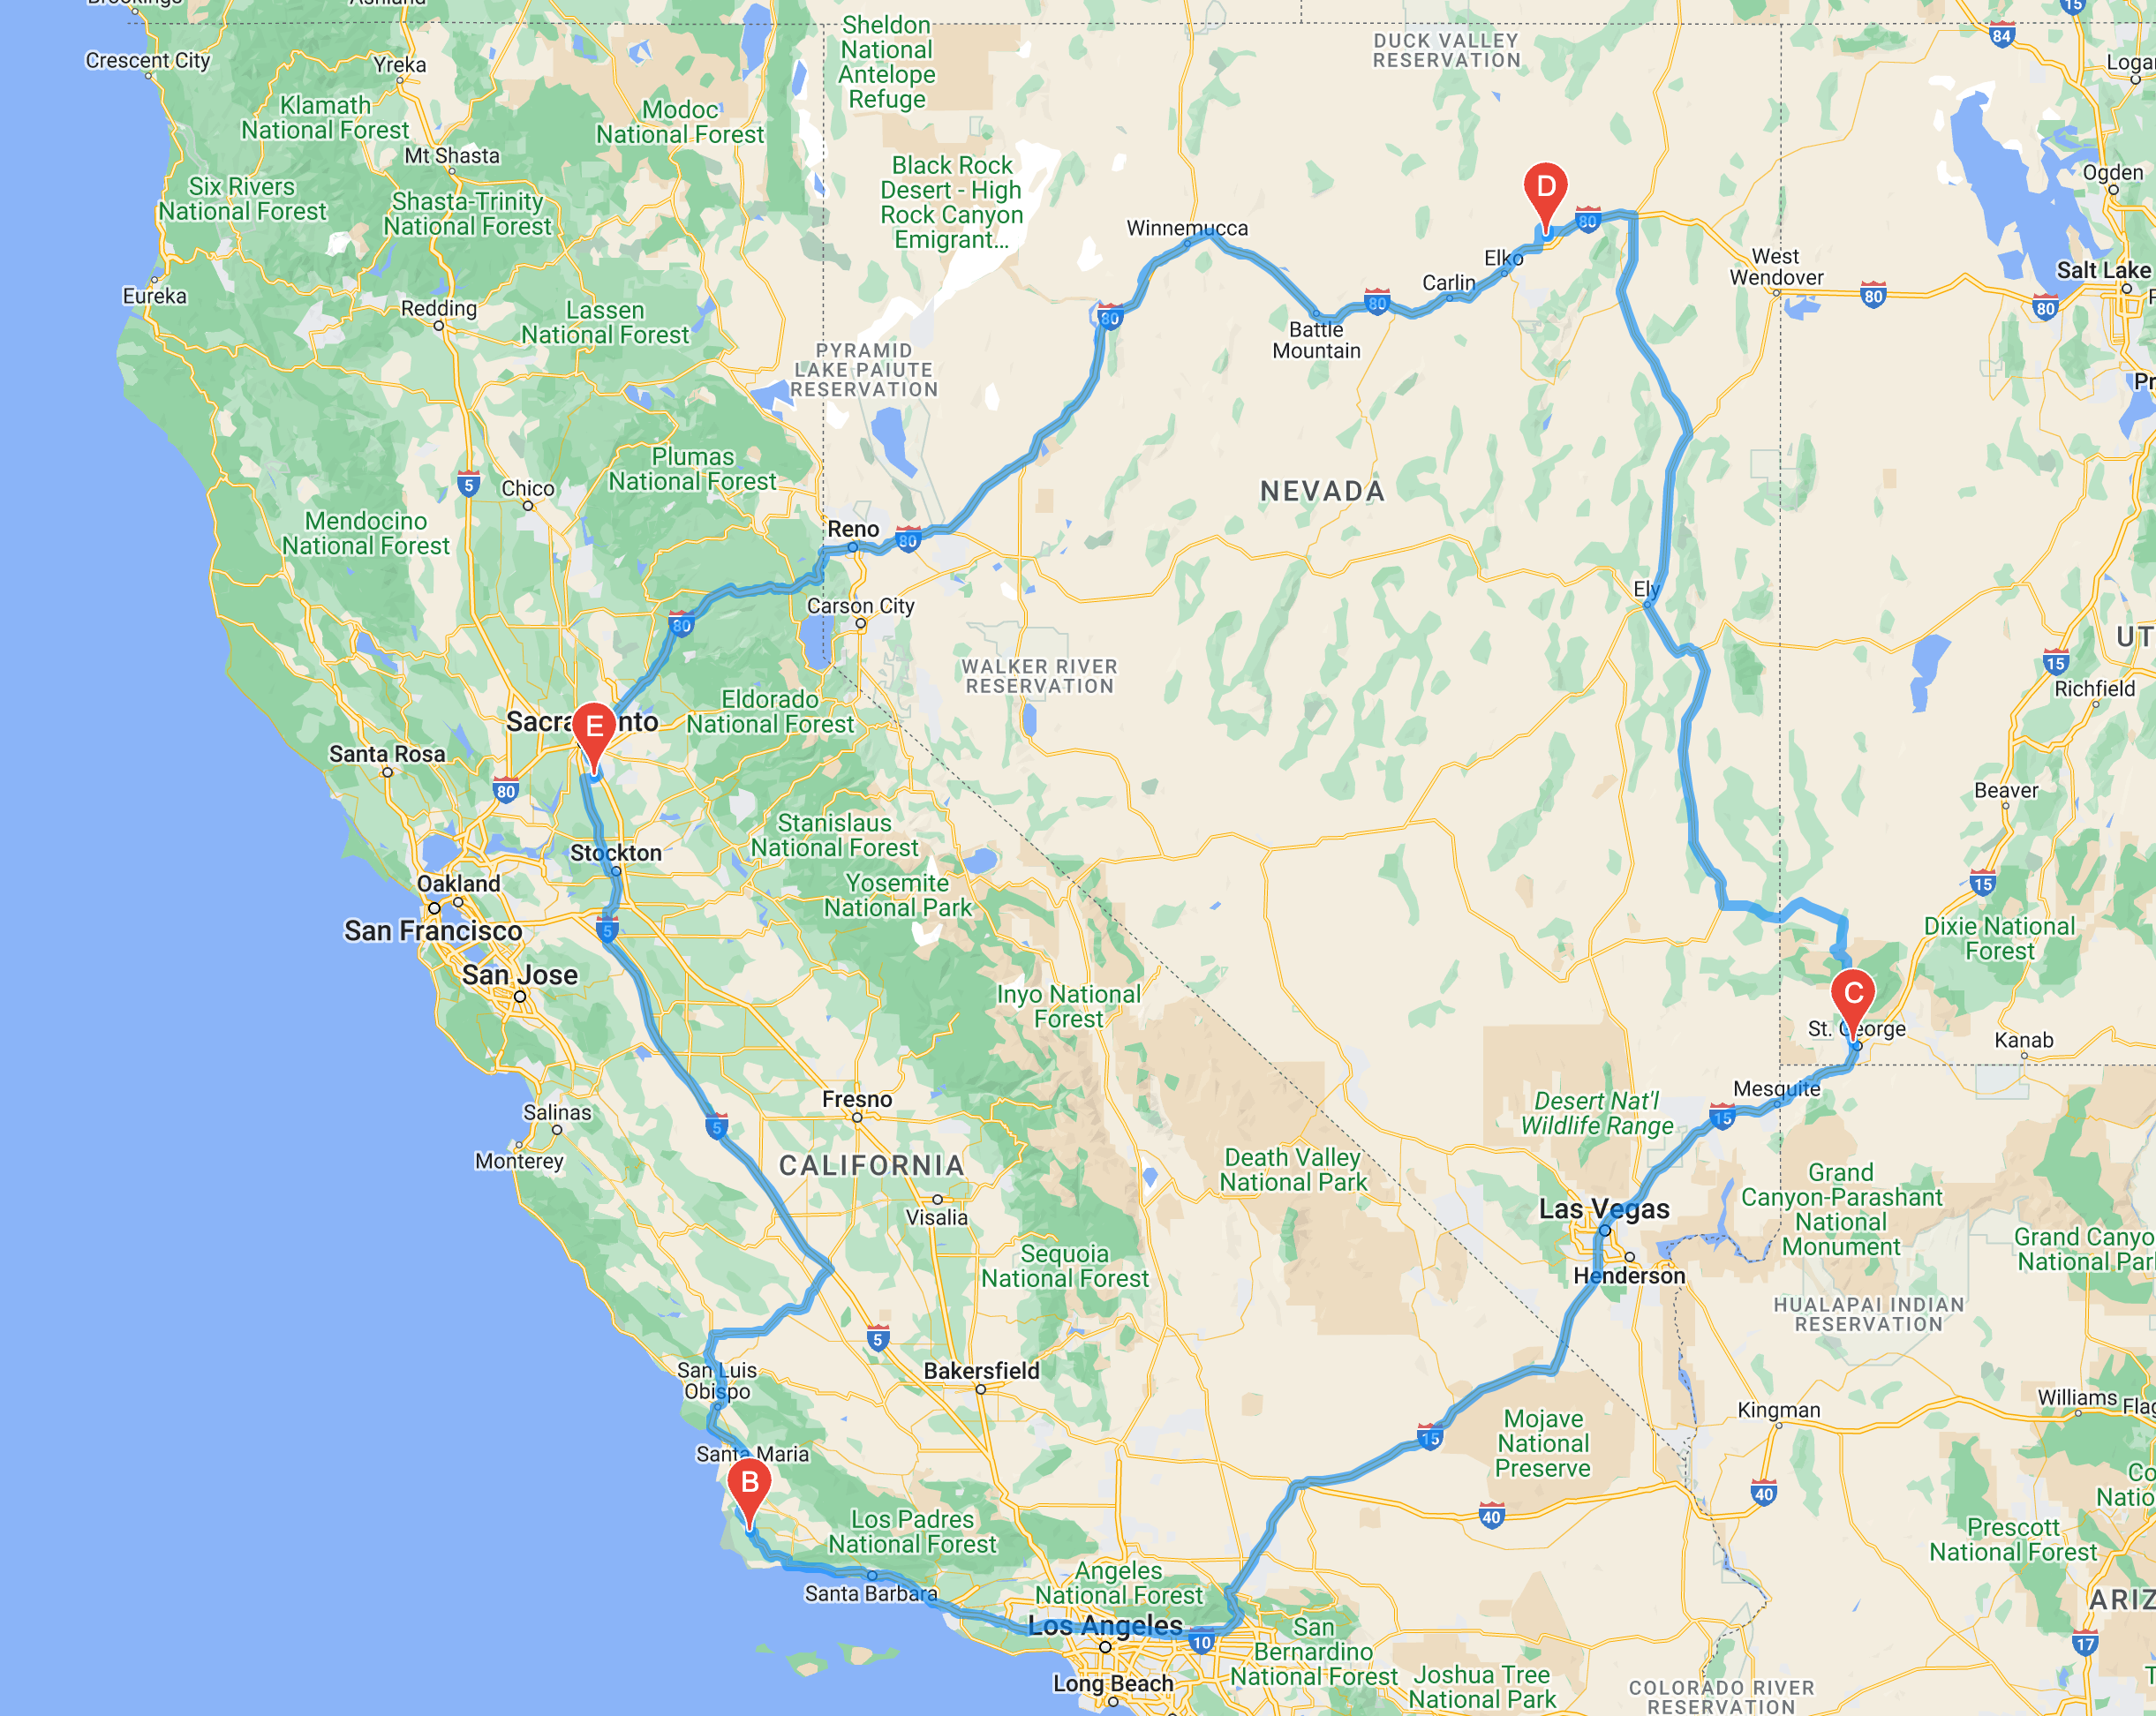 Brookings
Ashland
15
Crescent City
Yreka
Sheldon
National
Antelope
Refuge
DUCK VALLEY
RESERVATION
84
Klamath
National Forest
Modoc
National Forest
Mt Shasta
Black Rock
Desert - High
Rock Canyon
Emigrant...
Ogden
Six Rivers
National Forest
Shasta-Trinity
National Forest
D
80
Winnemucca
Elko
West
Wendover
Salt Lake
Eureka
Redding
Lassen
National Forest
80
Carlin
80
80
80
Battle
Mountain
PYRAMID
LAKE PAIUTE
RESERVATION
Plumas
National Forest
5
Chico
NEVADA
Mendocino
National Forest
Reno
80
Carson City
80
Ely
UT
15
WALKER RIVER
RESERVATION
Richfield
Eldorado
National Forest
Sacra
nto
E
Santa Rosa
80
Beaver
Stanislaus
National Forest
Stockton
Oakland
San Francisco
5
Yosemite
National Park
15
Dixie National
Forest
San Jose
Inyo National
Forest
C
St. George
Kanab
Mesquite
15
Fresno
Salinas
5
Monterey
CALIFORNIA
Desert Nat'l
Wildlife Range
Death Valley
National Park
Grand
Canyon-Parashant
National
Monument
Visalia
Las Vegas
Henderson
Sequoia
National Forest
Grand Canyo
National Par
HUALAPAI INDIAN
RESERVATION
5
San Luis
Obispo
Bakersfield
Kingman
Williams
Flag
15
Mojave
National
Preserve
Santa Maria
B
40
40
Los Padres
National Forest
Prescott
National Forest
Co
Natio
Angeles
National Forest
Santa Barbara
Los Angeles
10
San
Bernardino
National Forest
ARIZ
17
Long Beach
Joshua Tree
National Park
COLORADO RIVER
RESERVATION